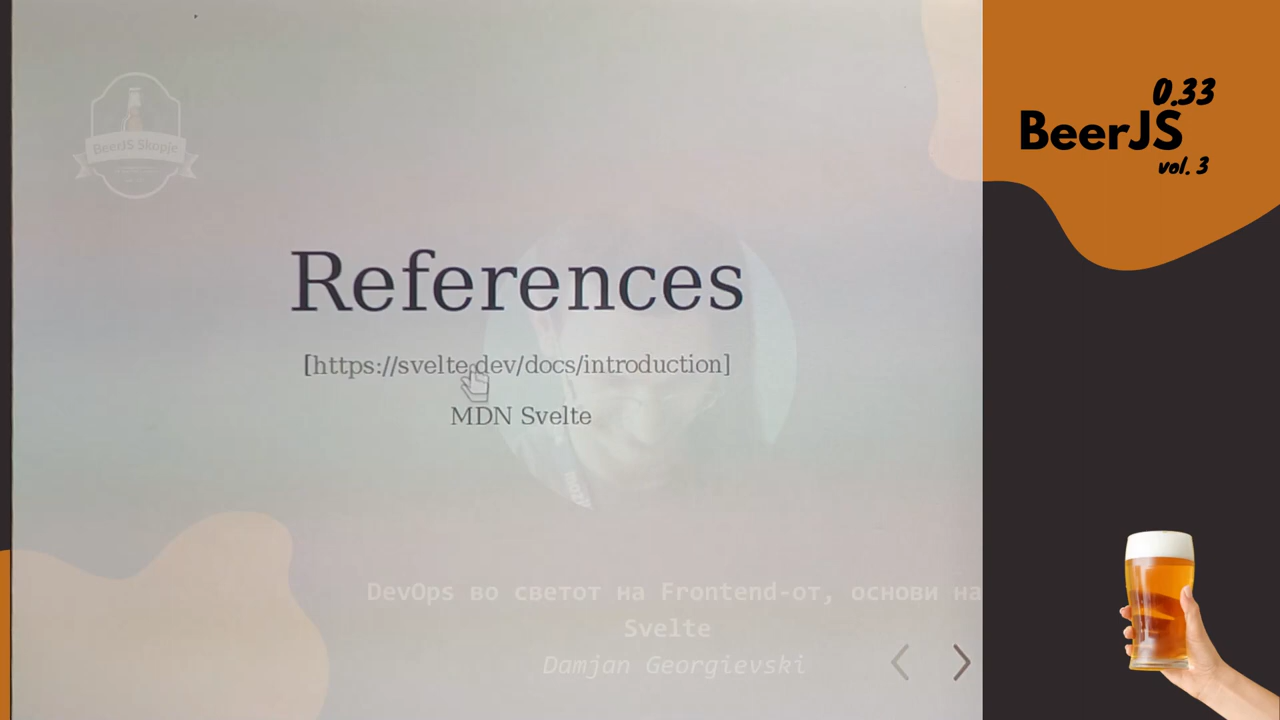 BeerJS Skopje
References
[https://svelte.dev/docs/introduction]
MDN Svelte
DevOps во светот на Frontend-от, основи на
Svelte
Damjan Georgievski
0.33
BeerJS
vol. 3